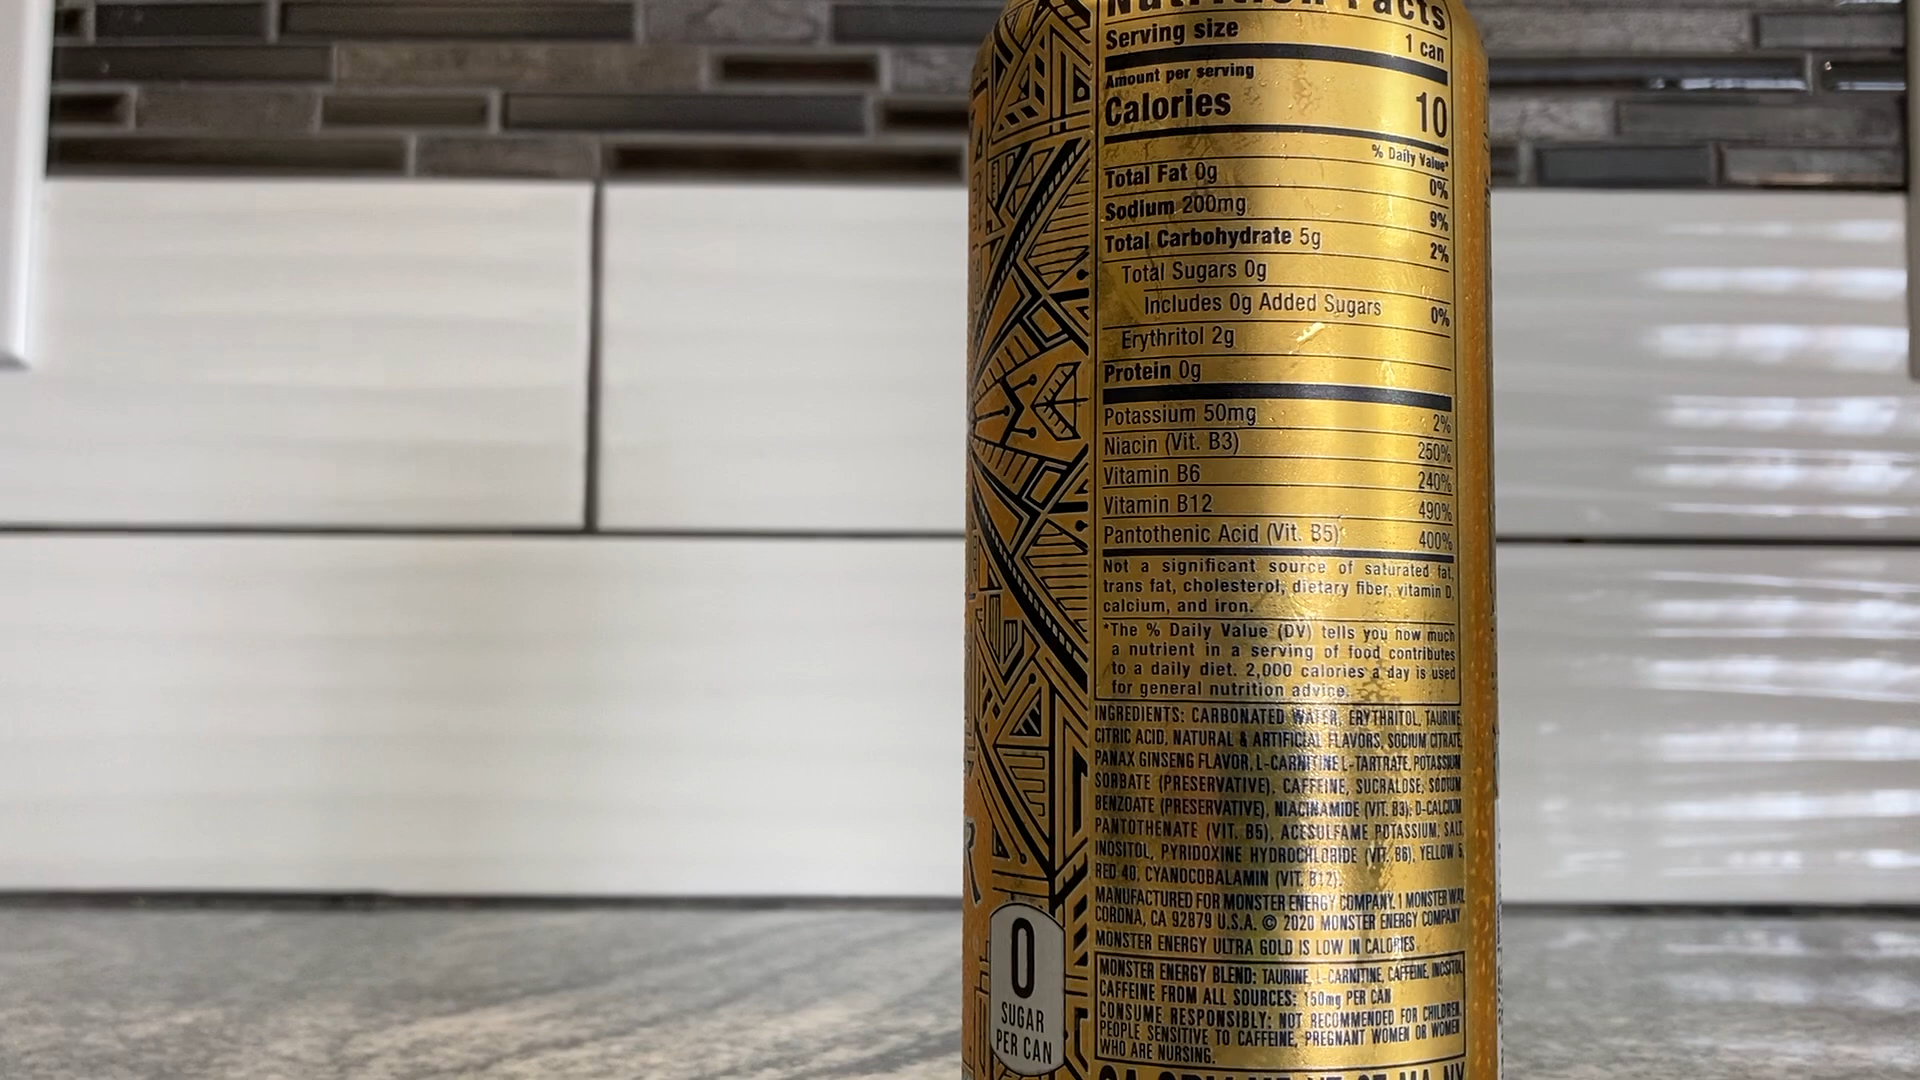 Nutrition Facts
Serving size 1 can
Amount per serving
Calories 10
% Daily Value*
Total Fat 0g 0%
Sodium 200mg 9%
Total Carbohydrate 5g 2%
Total Sugars 0g
Includes 0g Added Sugars 0%
Erythritol 2g
Protein 0g
Potassium 50mg 2%
Niacin (Vit. B3) 250%
Vitamin B6 240%
Vitamin B12 490%
Pantothenic Acid (Vit. B5) 400%
Not a significant source of saturated fat,
trans fat, cholesterol, dietary fiber, vitamin D,
calcium, and iron.
*The % Daily Value (DV) tells you how much
a nutrient in a serving of food contributes
to a daily diet. 2,000 calories a day is used
for general nutrition advice.
INGREDIENTS: CARBONATED WATER, ERYTHRITOL, TAURINE,
CITRIC ACID, NATURAL & ARTIFICIAL FLAVORS, SODIUM CITRATE,
PANAX GINSENG FLAVOR, L-CARNITINE L-TARTRATE, POTASSIUM
SORBATE (PRESERVATIVE), CAFFEINE, SUCRALOSE, SODIUM
BENZOATE (PRESERVATIVE), NIACINAMIDE (VIT. B3), D-CALCIUM
PANTOTHENATE (VIT. B5), ACESULFAME POTASSIUM, SALT,
INOSITOL, PYRIDOXINE HYDROCHLORIDE (VIT. B6), YELLOW 5,
RED 40, CYANOCOBALAMIN (VIT. B12).
MANUFACTURED FOR MONSTER ENERGY COMPANY. 1 MONSTER WAY,
CORONA, CA 92879 U.S.A. © 2020 MONSTER ENERGY COMPANY
MONSTER ENERGY ULTRA GOLD IS LOW IN CALORIES.
MONSTER ENERGY BLEND: TAURINE, L-CARNITINE, CAFFEINE, INOSITOL
CAFFEINE FROM ALL SOURCES: 150mg PER CAN
CONSUME RESPONSIBLY: NOT RECOMMENDED FOR CHILDREN,
PEOPLE SENSITIVE TO CAFFEINE, PREGNANT WOMEN OR WOMEN
WHO ARE NURSING.
0
SUGAR
PER CAN